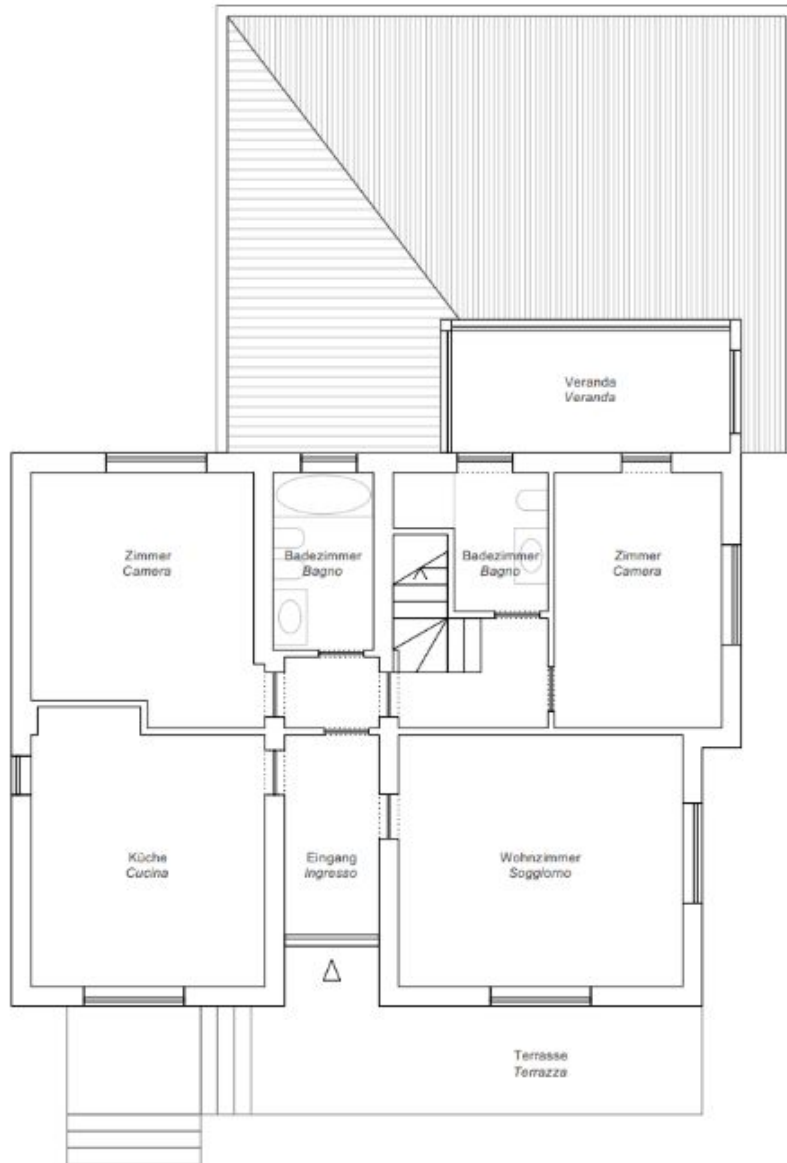 Veranda
Veranda
Zimmer
Camera
Badezimmer
Bagno
Badezimmer
Bagno
Zimmer
Camera
Küche
Cucina
Eingang
Ingresso
Wohnzimmer
Soggiorno
Terrasse
Terrazza